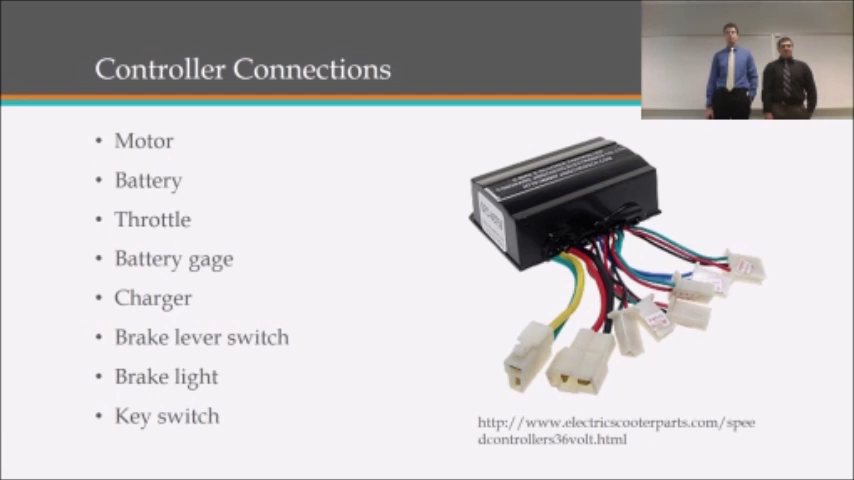 Controller Connections
• Motor
• Battery
• Throttle
• Battery gage
• Charger
• Brake lever switch
• Brake light
• Key switch
http://www.electricscooterparts.com/spee
dcontrollers36volt.html